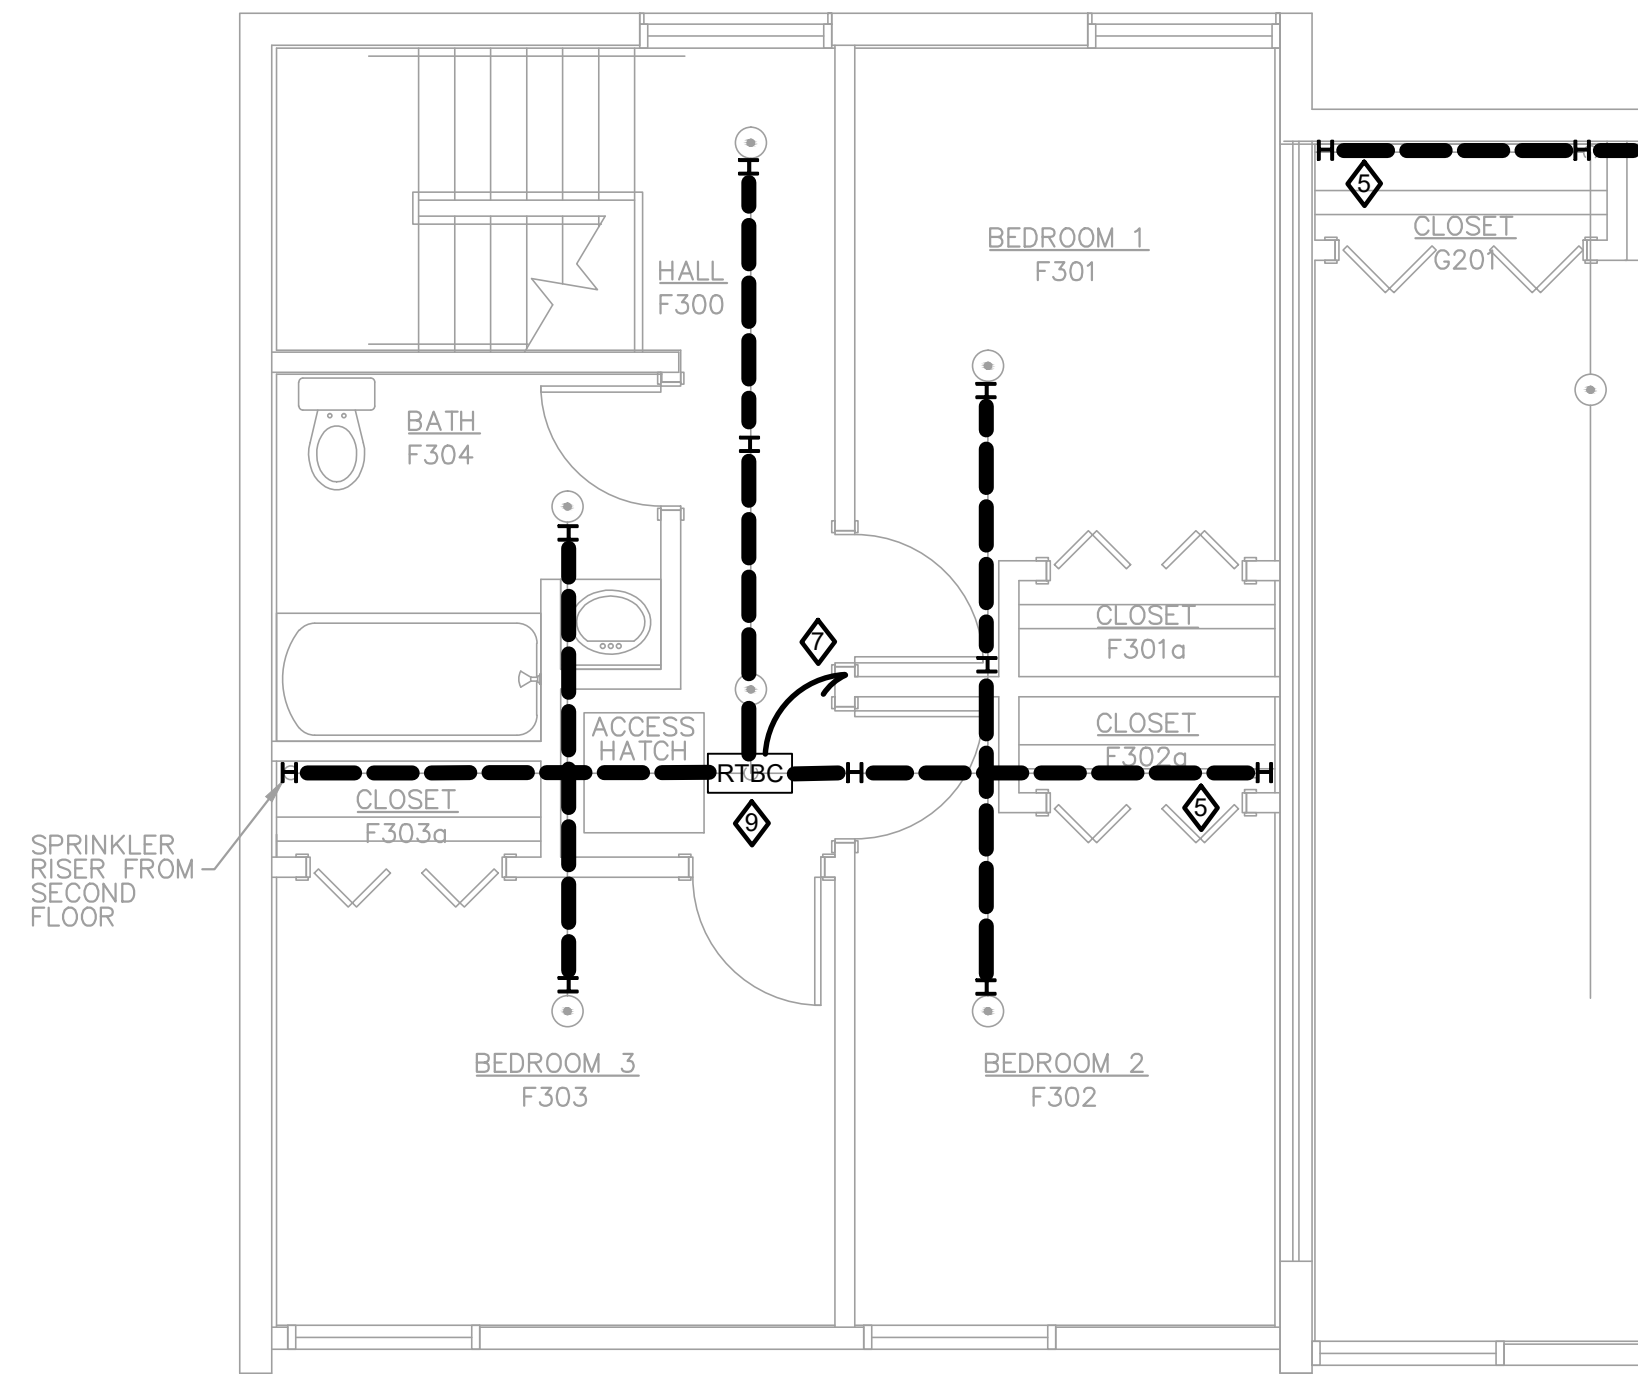 BEDROOM 1
F301
CLOSET
G201
5
HALL
F300
BATH
F304
CLOSET
F301a
7
ACCESS
HATCH
CLOSET
F302a
RTBC
CLOSET
F303a
9
5
SPRINKLER
RISER FROM
SECOND
FLOOR
BEDROOM 3
F303
BEDROOM 2
F302